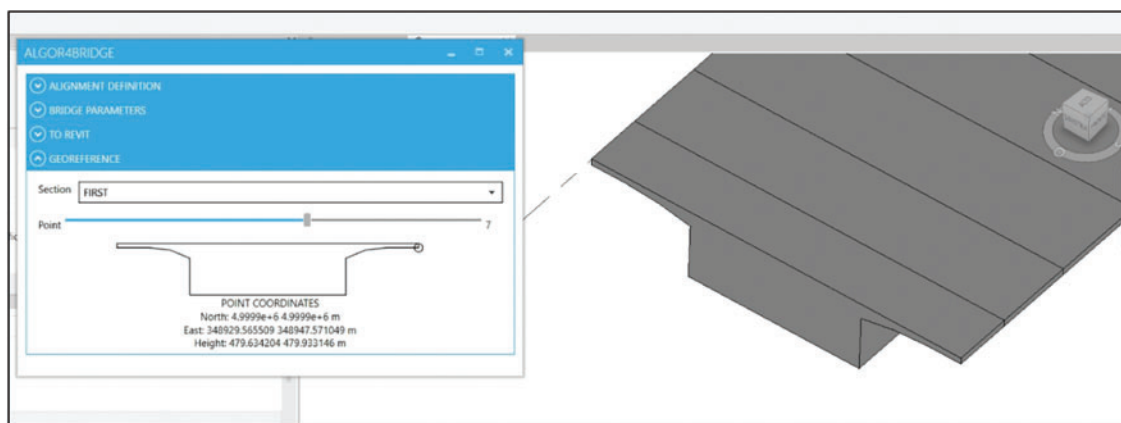 ALGOR4BRIDGE
ALIGNMENT DEFINITION
BRIDGE PARAMETERS
TO REVIT
GEOREFERENCE
Section FIRST
Point 7
POINT COORDINATES
North: 4.9999e+6 4.9999e+6 m
East: 348929.565509 348947.571049 m
Height: 479.634204 479.933146 m